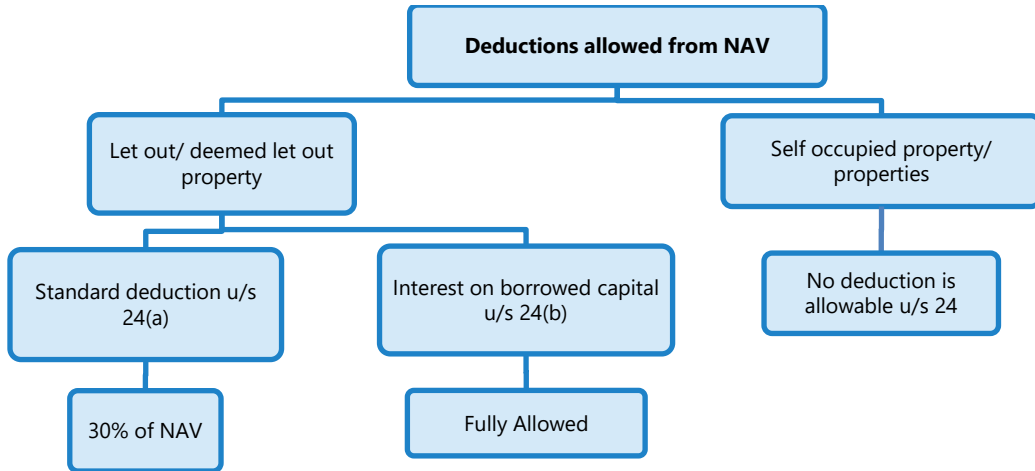 Deductions allowed from NAV
Let out/ deemed let out
property
Self occupied property/
properties
Standard deduction u/s
24(a)
Interest on borrowed capital
u/s 24(b)
No deduction is
allowable u/s 24
30% of NAV
Fully Allowed